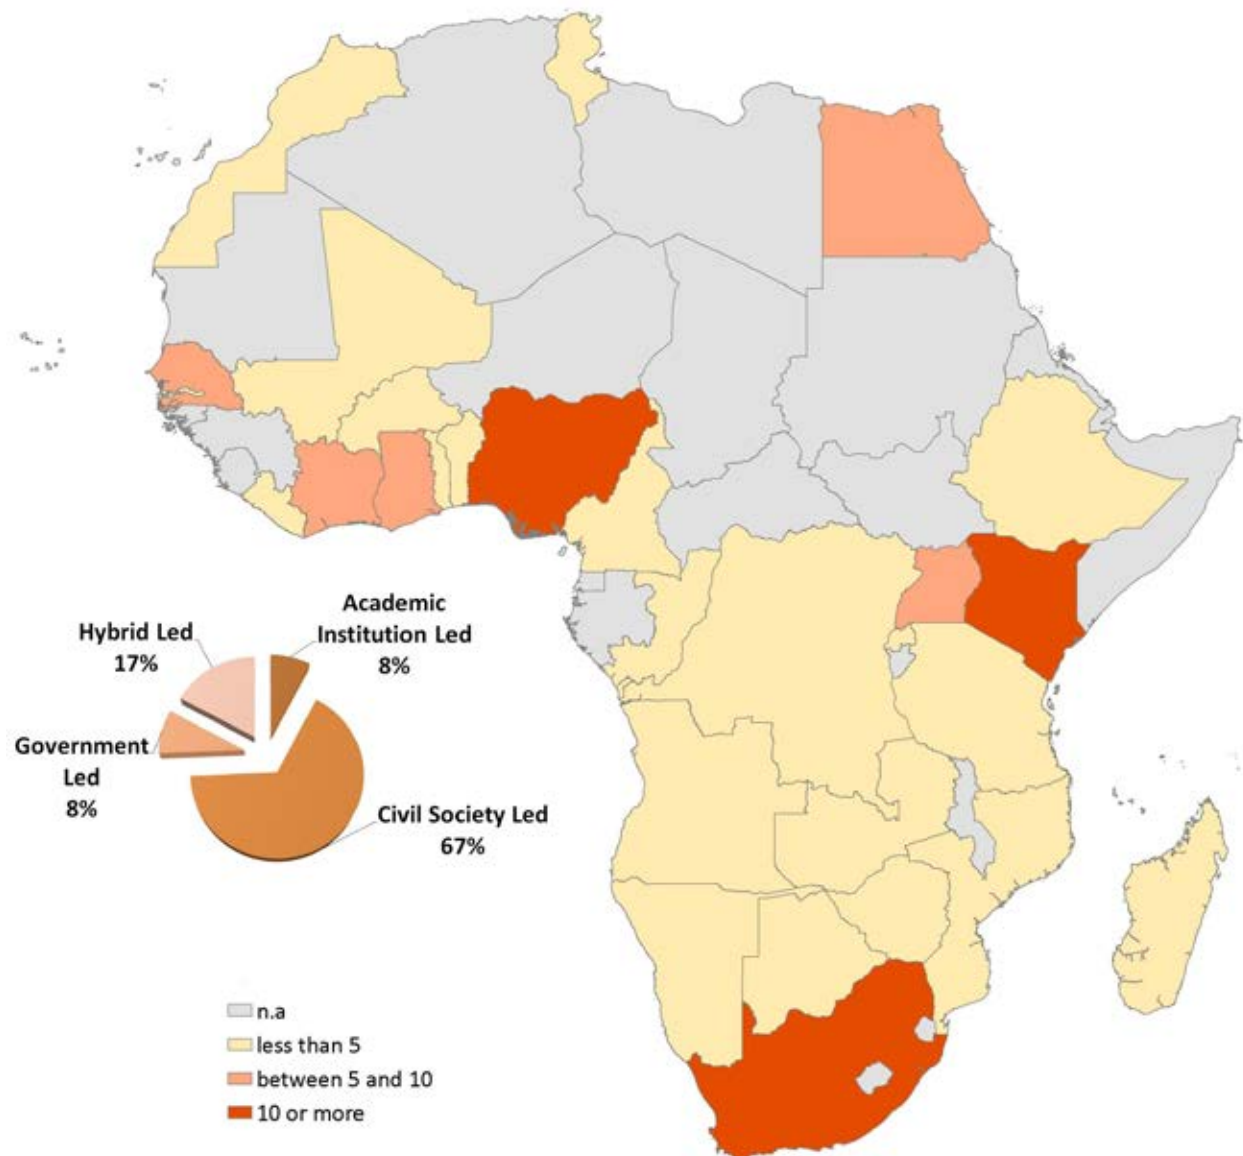 Academic
Institution Led
8%
Hybrid Led
17%
Government
Led
8%
Civil Society Led
67%
n.a
less than 5
between 5 and 10
10 or more